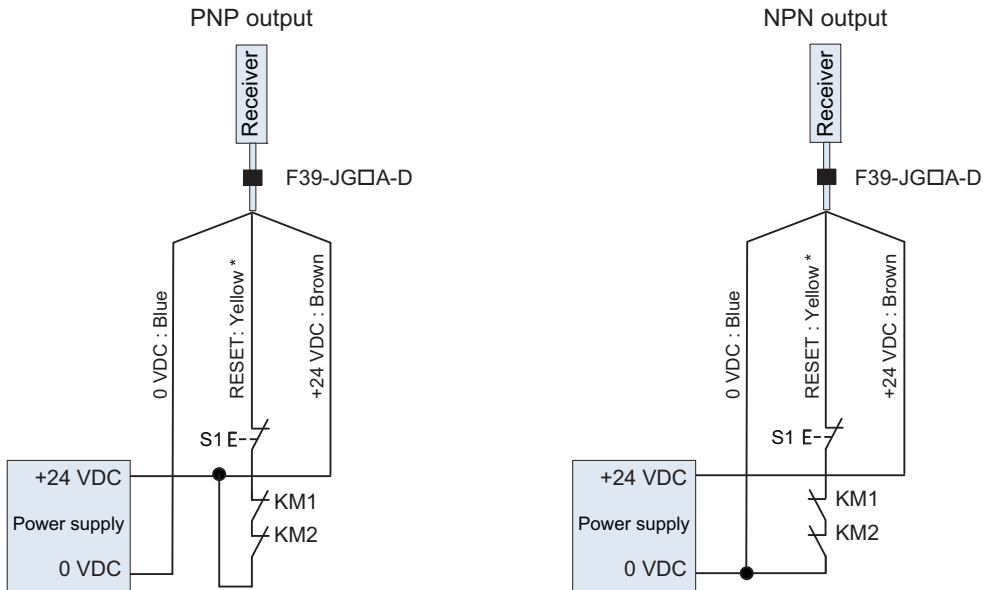 PNP output
Receiver
F39-JG□A-D
0 VDC : Blue
RESET: Yellow *
+24 VDC : Brown
S1
+24 VDC
Power supply
0 VDC
KM1
KM2
NPN output
Receiver
F39-JG□A-D
0 VDC : Blue
RESET : Yellow *
+24 VDC : Brown
S1
+24 VDC
Power supply
0 VDC
KM1
KM2